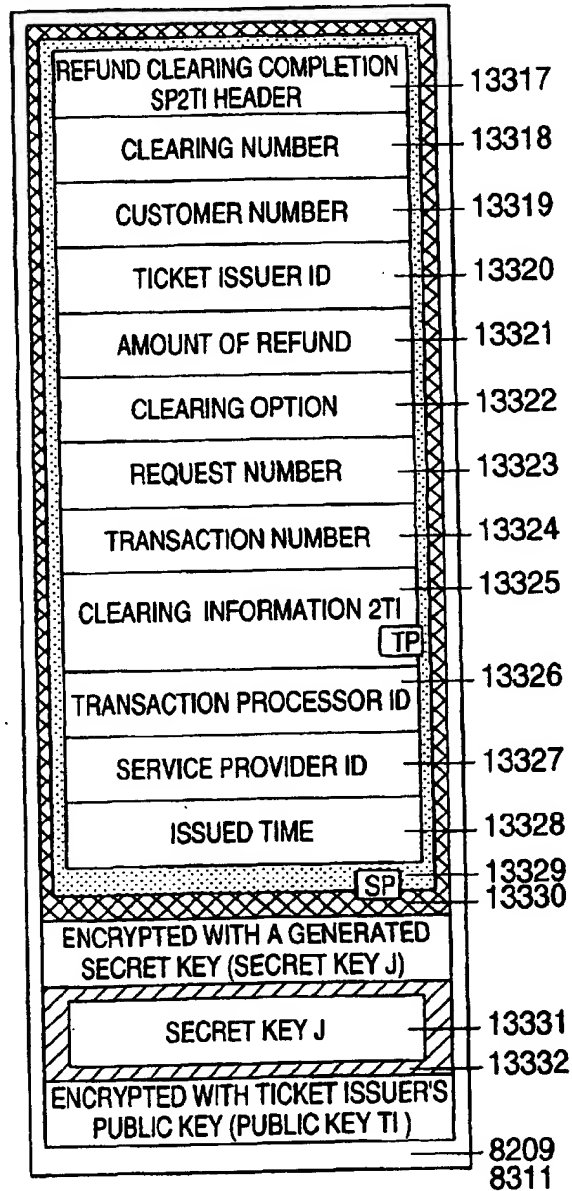 REFUND CLEARING COMPLETION
SP2TI HEADER
13317
CLEARING NUMBER
13318
CUSTOMER NUMBER
13319
TICKET ISSUER ID
13320
AMOUNT OF REFUND
13321
CLEARING OPTION
13322
REQUEST NUMBER
13323
TRANSACTION NUMBER
13324
13325
CLEARING INFORMATION 2TI
TP
13326
TRANSACTION PROCESSOR ID
SERVICE PROVIDER ID
13327
ISSUED TIME
13328
13329
SP
13330
ENCRYPTED WITH A GENERATED
SECRET KEY (SECRET KEY J)
SECRET KEY J
13331
13332
ENCRYPTED WITH TICKET ISSUER'S
PUBLIC KEY (PUBLIC KEY TI )
8209
8311